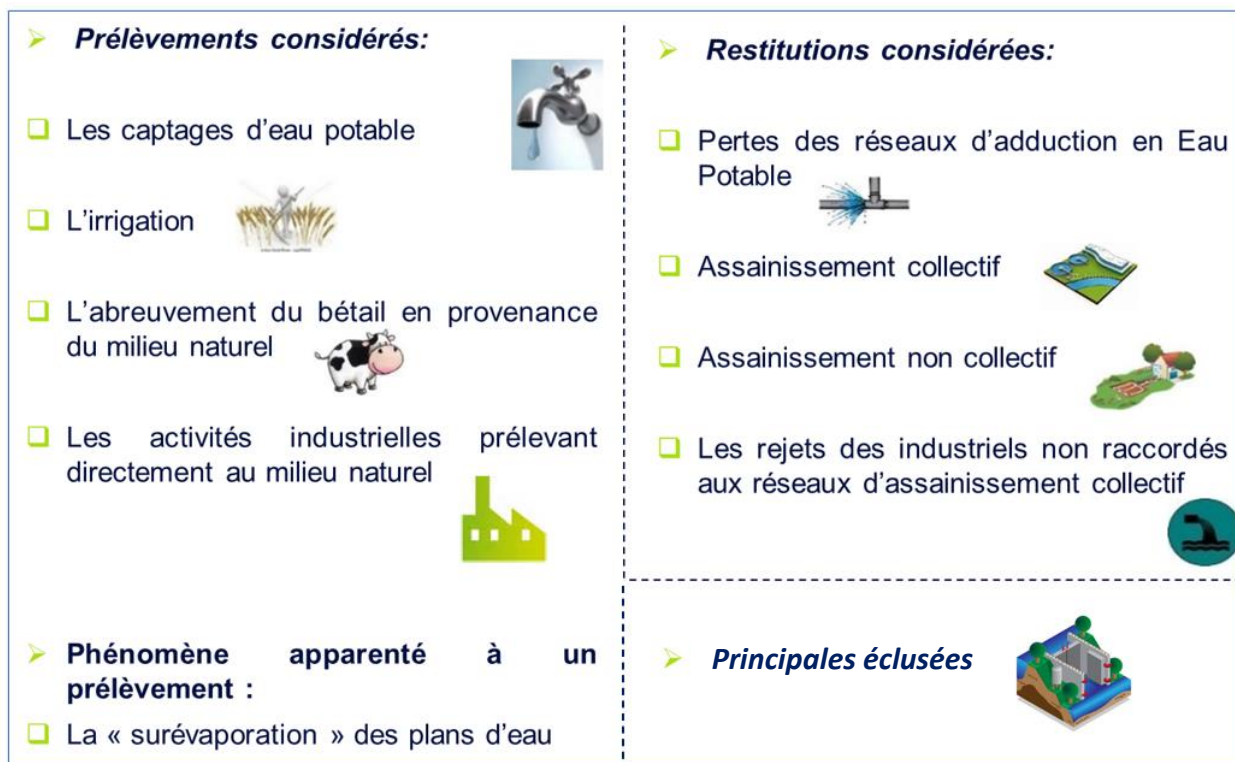 Prélèvements considérés:
Les captages d'eau potable
L'irrigation
L'abreuvement du bétail en provenance
du milieu naturel
Les activités industrielles prélevant
directement au milieu naturel
Phénomène apparenté à un
prélèvement :
La « surévaporation » des plans d'eau
Restitutions considérées:
Pertes des réseaux d'adduction en Eau
Potable
Assainissement collectif
Assainissement non collectif
Les rejets des industriels non raccordés
aux réseaux d'assainissement collectif
Principales éclusées